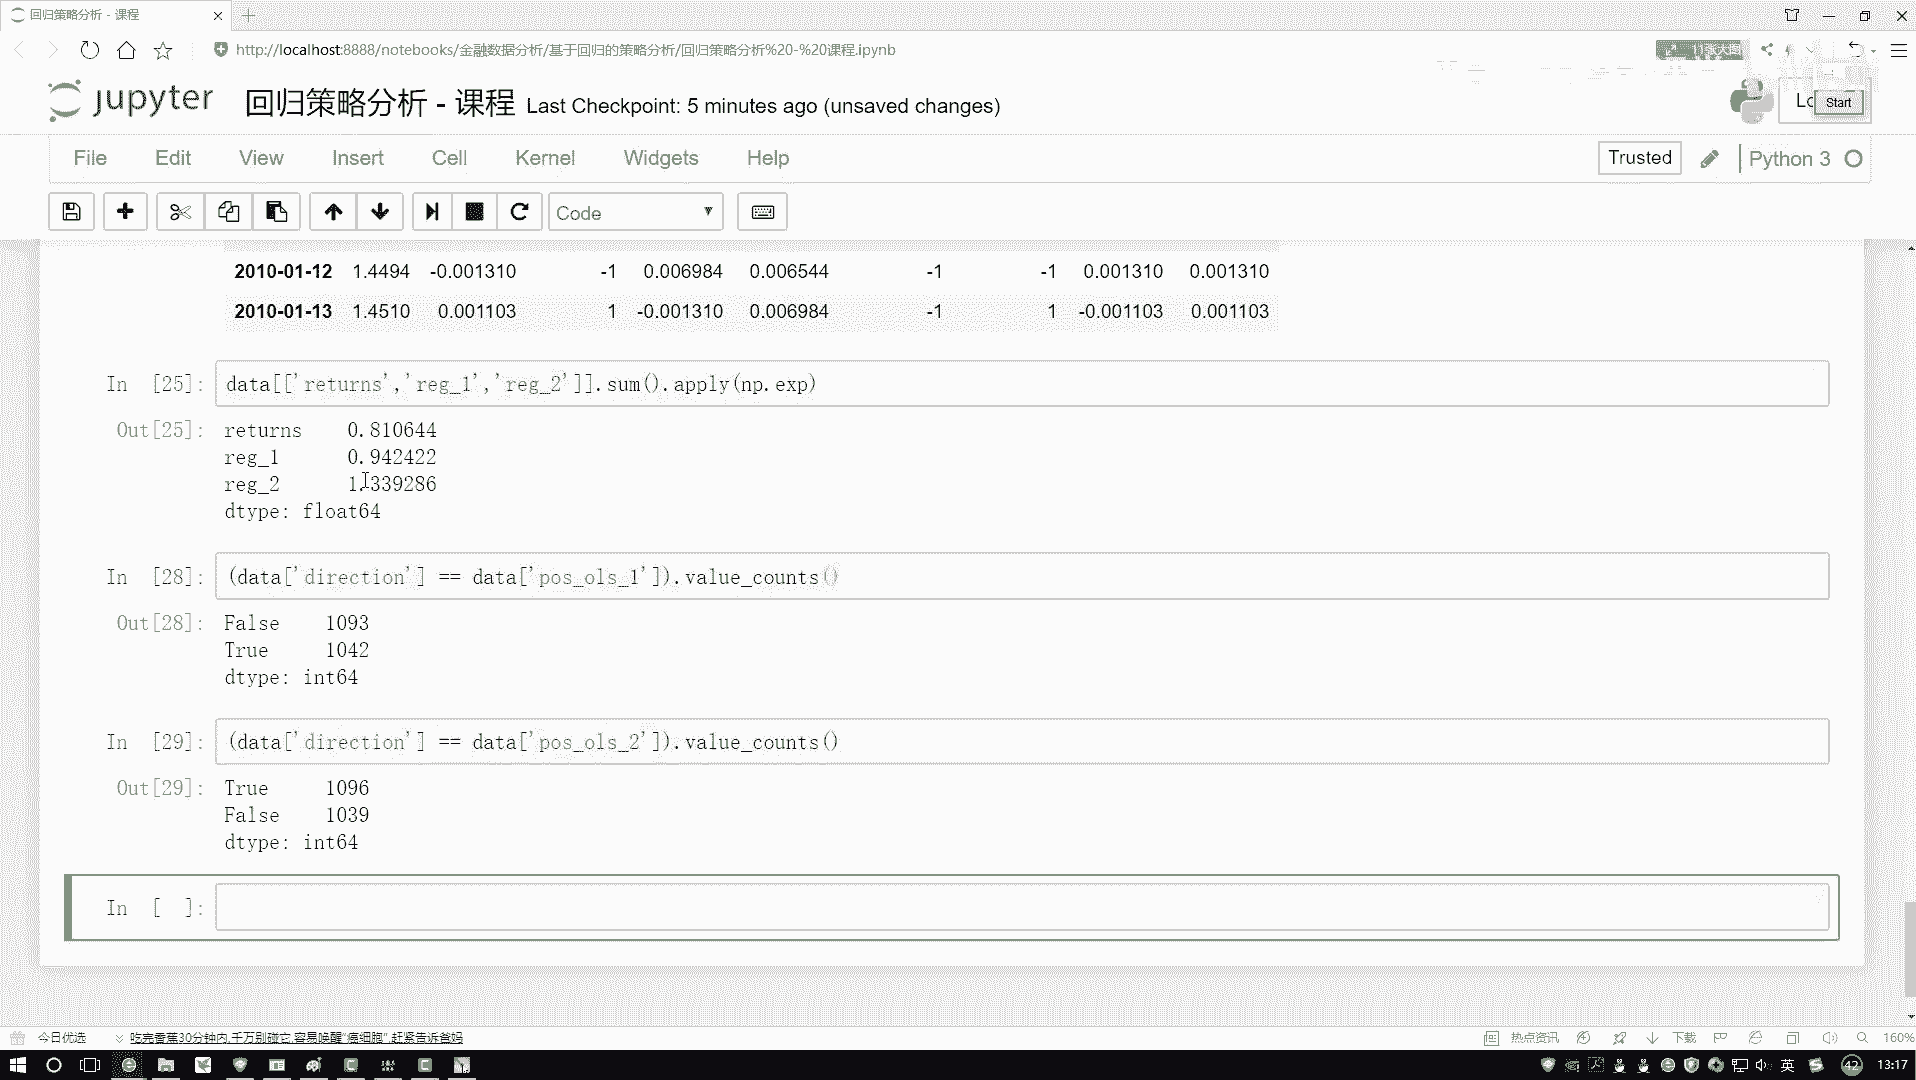 回归策略分析 - 课程
http://localhost:8888/notebooks/金融数据分析/基于回归的策略分析/回归策略分析%20-%20课程.ipynb
11张大图
jupyter 回归策略分析 - 课程 Last Checkpoint: 5 minutes ago (unsaved changes)
Start
File Edit View Insert Cell Kernel Widgets Help
Trusted Python 3
Code
2010-01-12 1.4494 -0.001310 -1 0.006984 0.006544 -1 -1 0.001310 0.001310
2010-01-13 1.4510 0.001103 1 -0.001310 0.006984 -1 1 -0.001103 0.001103
In [25]: data[['returns','reg_1','reg_2']].sum().apply(np.exp)
Out[25]: returns 0.810644
reg_1 0.942422
reg_2 1.339286
dtype: float64
In [28]: (data['direction'] == data['pos_ols_1']).value_counts()
Out[28]: False 1093
True 1042
dtype: int64
In [29]: (data['direction'] == data['pos_ols_2']).value_counts()
Out[29]: True 1096
False 1039
dtype: int64
In [ ]:
今日优选 吃完香蕉30分钟内,千万别碰它,容易唤醒"癌细胞",赶紧告诉爸妈 热点资讯 下载 160%
英 42 13:17